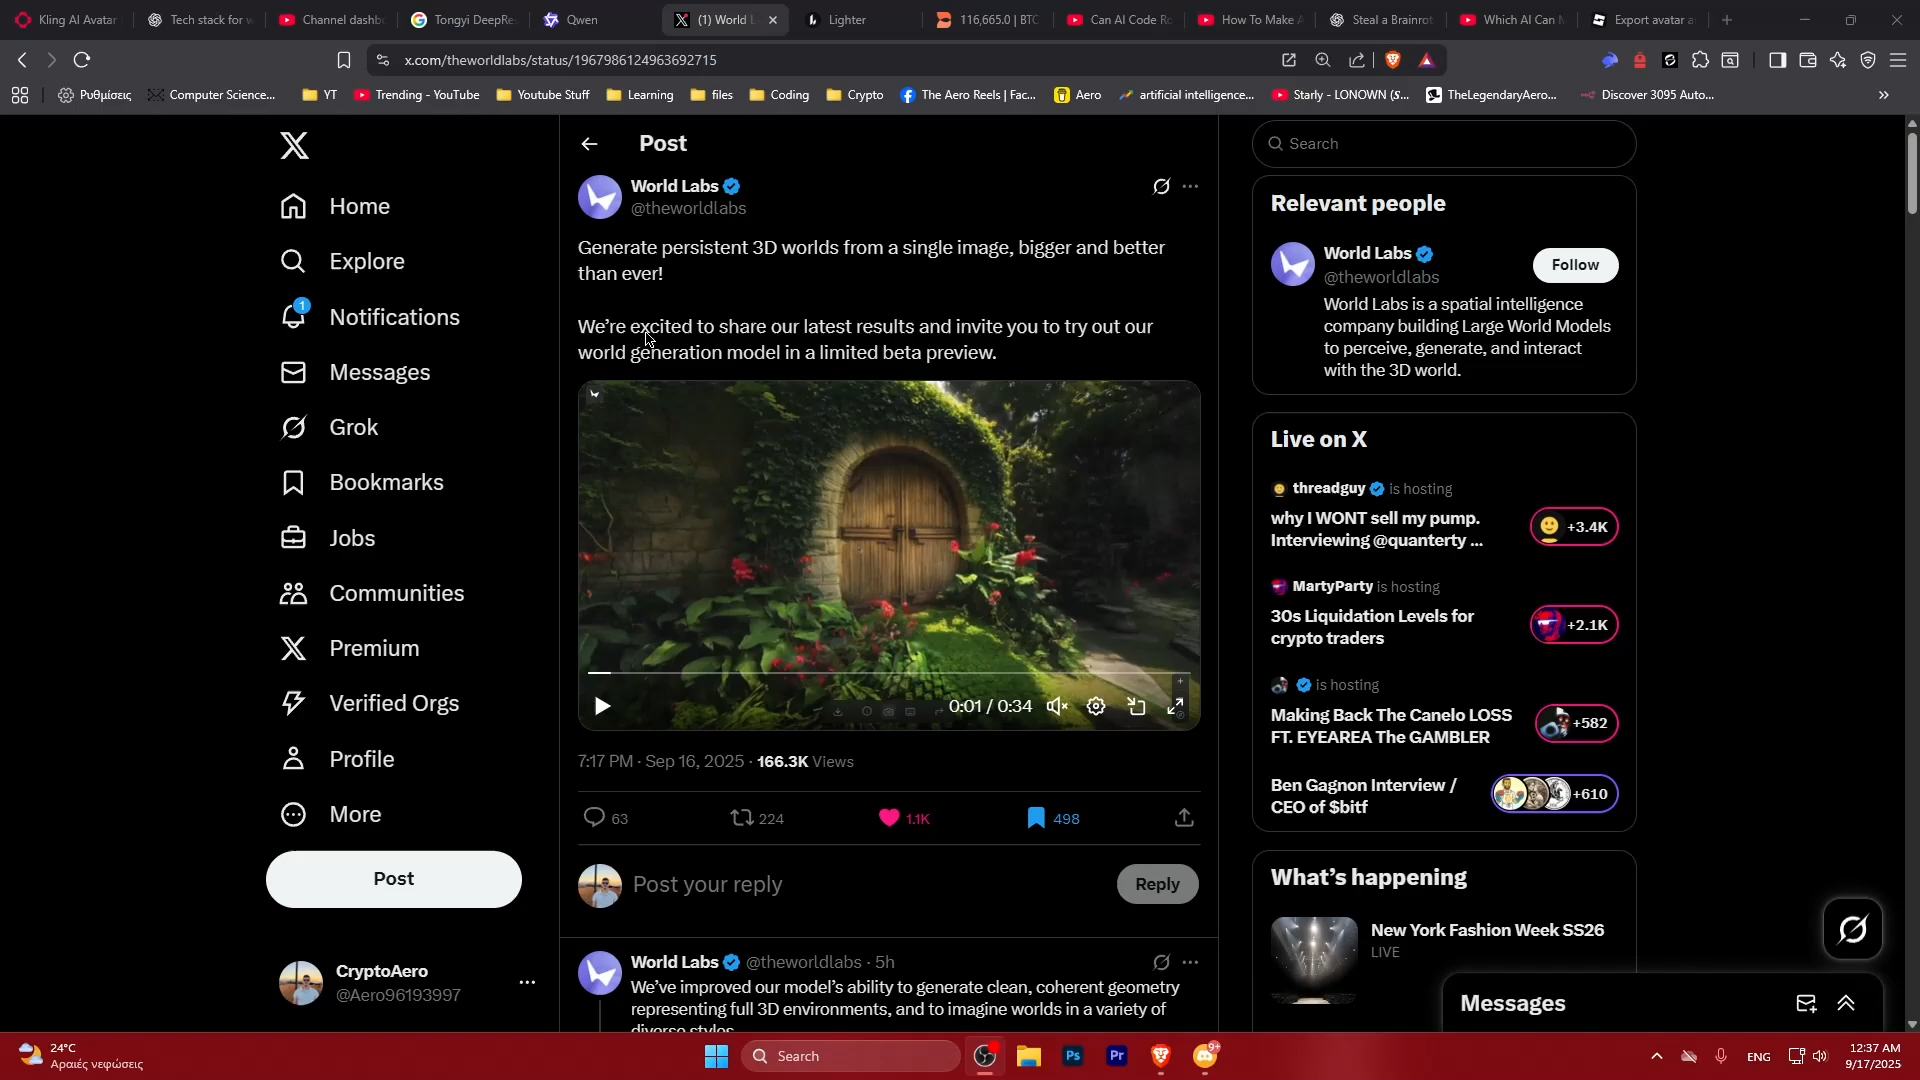 Kling AI Avatar
Tech stack for w
Channel dashb
Tongyi DeepRe
Qwen
(1) World L
Lighter
116,665.0 | BTC
Can AI Code Ro
How To Make A
Steal a Brainrot
Which AI Can M
Export avatar a
x.com/theworldlabs/status/1967986124963692715
Ρυθμίσεις
Computer Science...
YT
Trending - YouTube
Youtube Stuff
Learning
files
Coding
Crypto
The Aero Reels | Fac...
Aero
artificial intelligence...
Starly - LONOWN (S...
TheLegendaryAero...
Discover 3095 Auto...
Home
Explore
1
Notifications
Messages
Grok
Bookmarks
Jobs
Communities
Premium
Verified Orgs
Profile
More
Post
CryptoAero
@Aero96193997
Post
World Labs
@theworldlabs
Generate persistent 3D worlds from a single image, bigger and better
than ever!
We’re excited to share our latest results and invite you to try out our
world generation model in a limited beta preview.
0:01 / 0:34
7:17 PM · Sep 16, 2025 · 166.3K Views
63
224
1.1K
498
Post your reply
Reply
World Labs @theworldlabs · 5h
We’ve improved our model’s ability to generate clean, coherent geometry
representing full 3D environments, and to imagine worlds in a variety of
diverse styles
Search
Relevant people
World Labs
@theworldlabs
Follow
World Labs is a spatial intelligence
company building Large World Models
to perceive, generate, and interact
with the 3D world.
Live on X
threadguy is hosting
why I WONT sell my pump.
Interviewing @quanterty ...
+3.4K
MartyParty is hosting
30s Liquidation Levels for
crypto traders
+2.1K
is hosting
Making Back The Canelo LOSS
FT. EYEAREA The GAMBLER
+582
Ben Gagnon Interview /
CEO of $bitf
+610
What’s happening
New York Fashion Week SS26
LIVE
Messages
24°C
Αραιές νεφώσεις
Search
Ps
Pr
9+
ENG
12:37 AM
9/17/2025